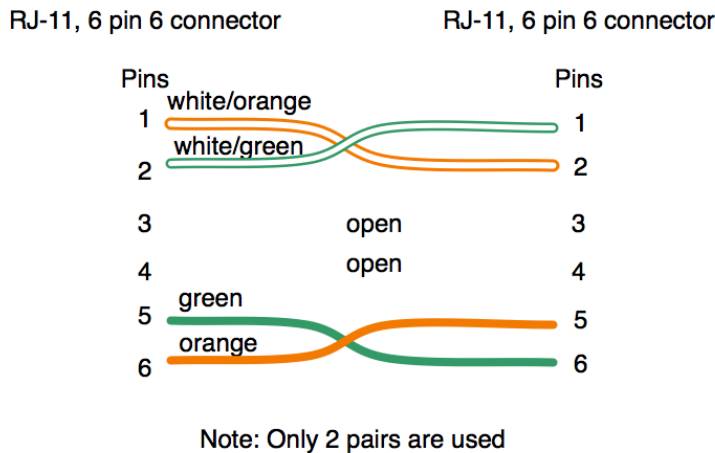 RJ-11, 6 pin 6 connector RJ-11, 6 pin 6 connector
Pins Pins
white/orange
1 1
white/green
2 2
3 open 3
4 open 4
green
5 5
orange
6 6
Note: Only 2 pairs are used